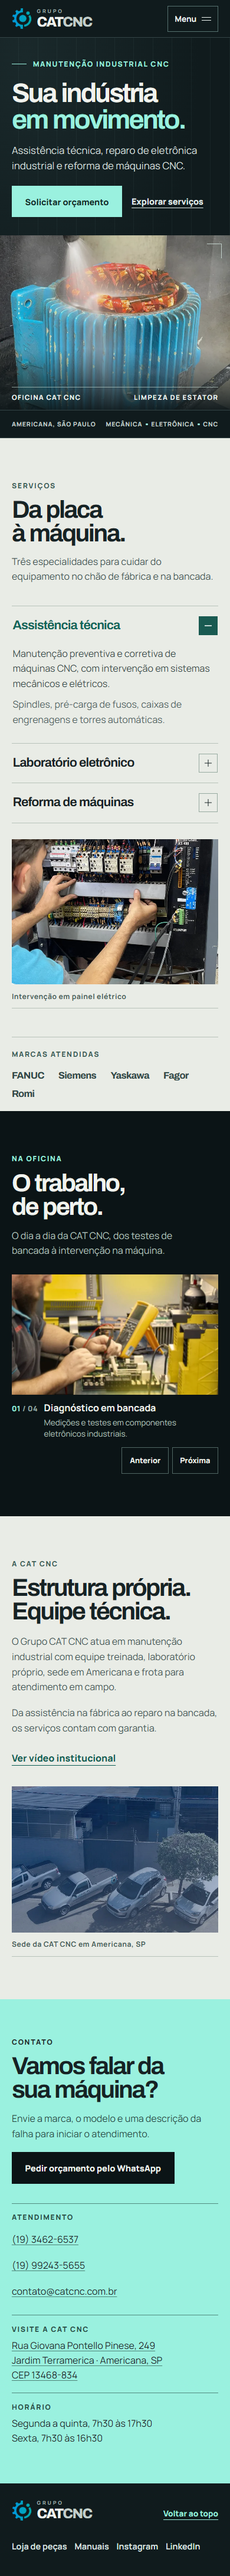 GRUPO
CATCNC
Menu
MANUTENÇÃO INDUSTRIAL CNC
Sua indústria
em movimento.
Assistência técnica, reparo de eletrônica
industrial e reforma de máquinas CNC.
Solicitar orçamento
Explorar serviços
OFICINA CAT CNC
LIMPEZA DE ESTATOR
AMERICANA, SÃO PAULO
MECÂNICA • ELETRÔNICA • CNC
SERVIÇOS
Da placa
à máquina.
Três especialidades para cuidar do
equipamento no chão de fábrica e na bancada.
Assistência técnica
Manutenção preventiva e corretiva de
máquinas CNC, com intervenção em sistemas
mecânicos e elétricos.
Spindles, pré-carga de fusos, caixas de
engrenagens e torres automáticas.
Laboratório eletrônico
Reforma de máquinas
Intervenção em painel elétrico
MARCAS ATENDIDAS
FANUC Siemens Yaskawa Fagor
Romi
NA OFICINA
O trabalho,
de perto.
O dia a dia da CAT CNC, dos testes de
bancada à intervenção na máquina.
01 / 04 Diagnóstico em bancada
Medições e testes em componentes
eletrônicos industriais.
Anterior
Próxima
A CAT CNC
Estrutura própria.
Equipe técnica.
O Grupo CAT CNC atua em manutenção
industrial com equipe treinada, laboratório
próprio, sede em Americana e frota para
atendimento em campo.
Da assistência na fábrica ao reparo na bancada,
os serviços contam com garantia.
Ver vídeo institucional
Sede da CAT CNC em Americana, SP
CONTATO
Vamos falar da
sua máquina?
Envie a marca, o modelo e uma descrição da
falha para iniciar o atendimento.
Pedir orçamento pelo WhatsApp
ATENDIMENTO
(19) 3462-6537
(19) 99243-5655
contato@catcnc.com.br
VISITE A CAT CNC
Rua Giovana Pontello Pinese, 249
Jardim Terramerica · Americana, SP
CEP 13468-834
HORÁRIO
Segunda a quinta, 7h30 às 17h30
Sexta, 7h30 às 16h30
GRUPO
CATCNC
Voltar ao topo
Loja de peças Manuais Instagram LinkedIn